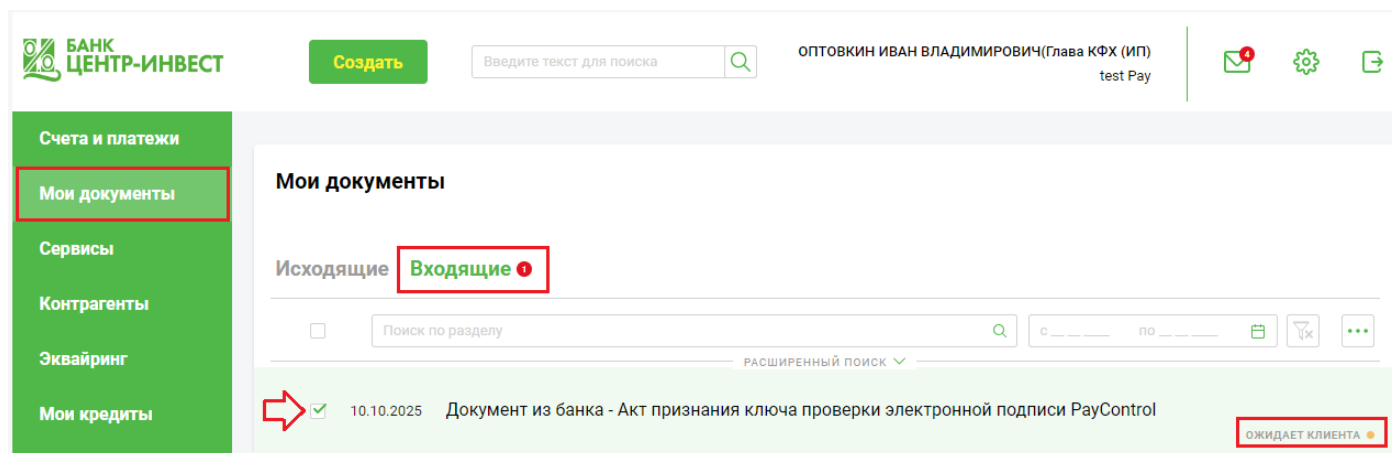 БАНК
ЦЕНТР-ИНВЕСТ
Создать
Введите текст для поиска
ОПТОВКИН ИВАН ВЛАДИМИРОВИЧ(Глава КФХ (ИП)
test Pay
4
Счета и платежи
Мои документы
Сервисы
Контрагенты
Эквайринг
Мои кредиты
Мои документы
Исходящие Входящие 1
Поиск по разделу
с __ __ ____ по __ __ ____
РАСШИРЕННЫЙ ПОИСК
10.10.2025 Документ из банка - Акт признания ключа проверки электронной подписи PayControl
ОЖИДАЕТ КЛИЕНТА